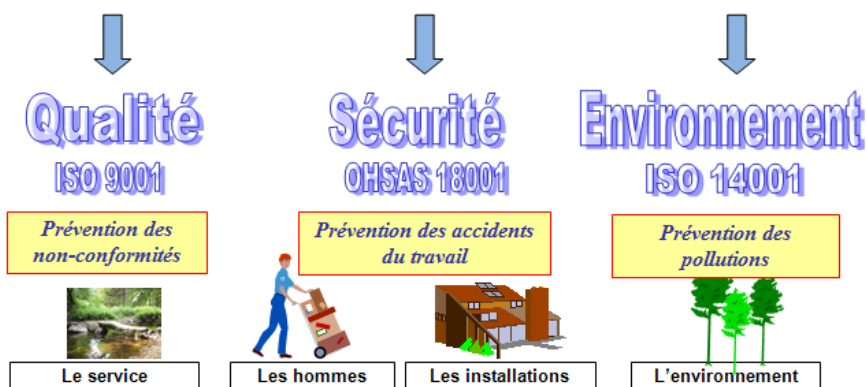 Qualité
ISO 9001
Prévention des
non-conformités
Le service
Sécurité
OHSAS 18001
Prévention des accidents
du travail
Les hommes
Les installations
Environnement
ISO 14001
Prévention des
pollutions
L'environnement